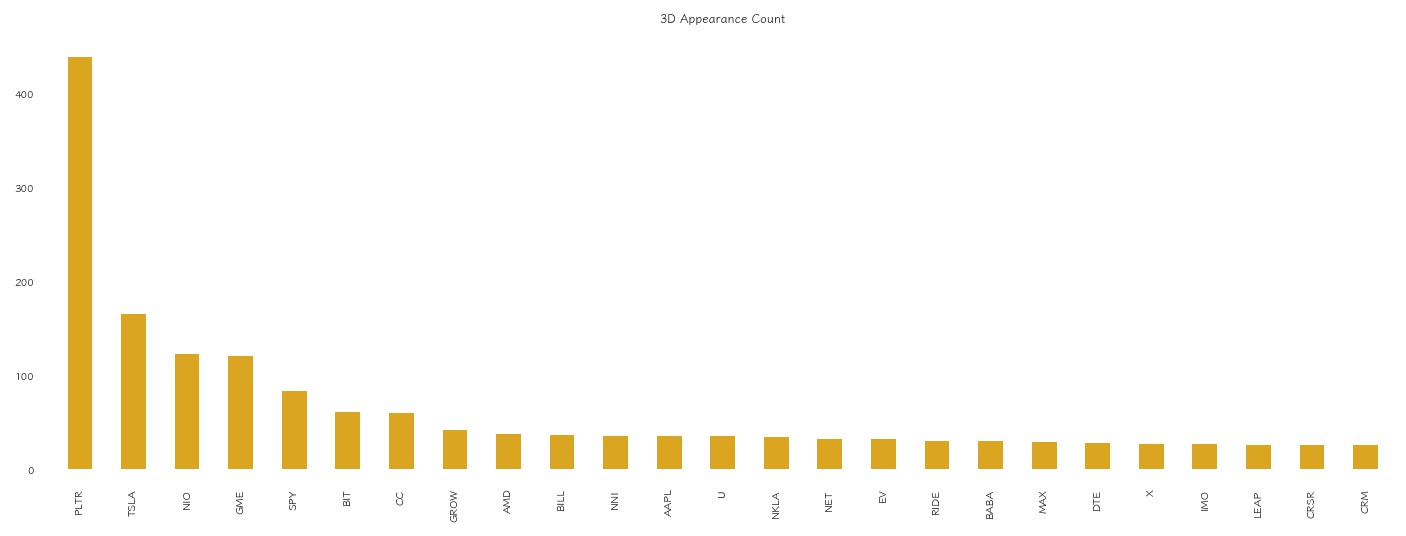 3D Appearance Count
400
300
200
100
0
PLTR
TSLA
NIO
GME
SPY
BIT
CC
GROW
AMD
BILL
NNI
AAPL
U
NKLA
NET
EV
RIDE
BABA
MAX
DTE
X
IMO
LEAP
CRSR
CRM